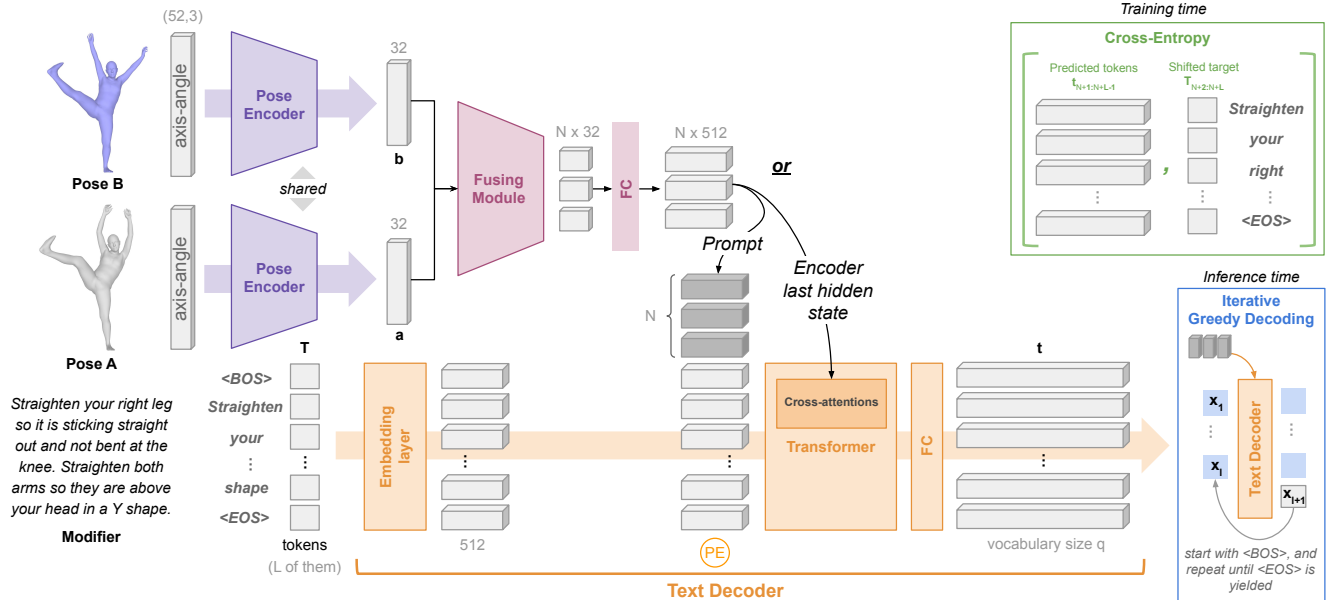 (52,3)
axis-angle
Pose
Encoder
32
b
Pose B
shared
axis-angle
Pose
Encoder
32
a
Pose A
Fusing
Module
N x 32
FC
N x 512
or
Prompt
Encoder
last hidden
state
N
Training time
Cross-Entropy
Predicted tokens
t_N+1:N+L-1
,
Shifted target
T_N+2:N+L
Straighten
your
right
<EOS>
Straighten your right leg
so it is sticking straight
out and not bent at the
knee. Straighten both
arms so they are above
your head in a Y shape.
Modifier
T
<BOS>
Straighten
your
shape
<EOS>
tokens
(L of them)
Embedding
layer
512
PE
Cross-attentions
Transformer
FC
t
vocabulary size q
Text Decoder
Inference time
Iterative
Greedy Decoding
x1
xl
Text Decoder
xl+1
start with <BOS>, and
repeat until <EOS> is
yielded